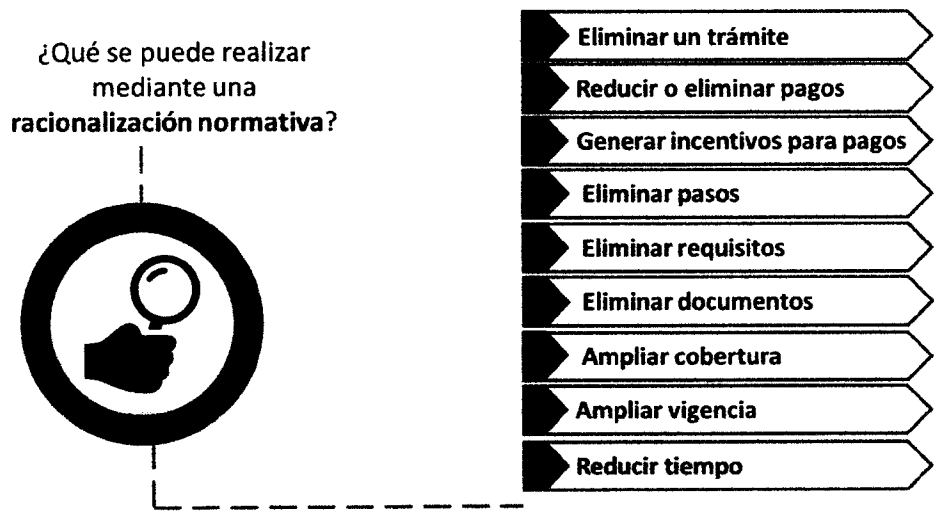 ¿Qué se puede realizar
mediante una
racionalización normativa?
Eliminar un trámite
Reducir o eliminar pagos
Generar incentivos para pagos
Eliminar pasos
Eliminar requisitos
Eliminar documentos
Ampliar cobertura
Ampliar vigencia
Reducir tiempo